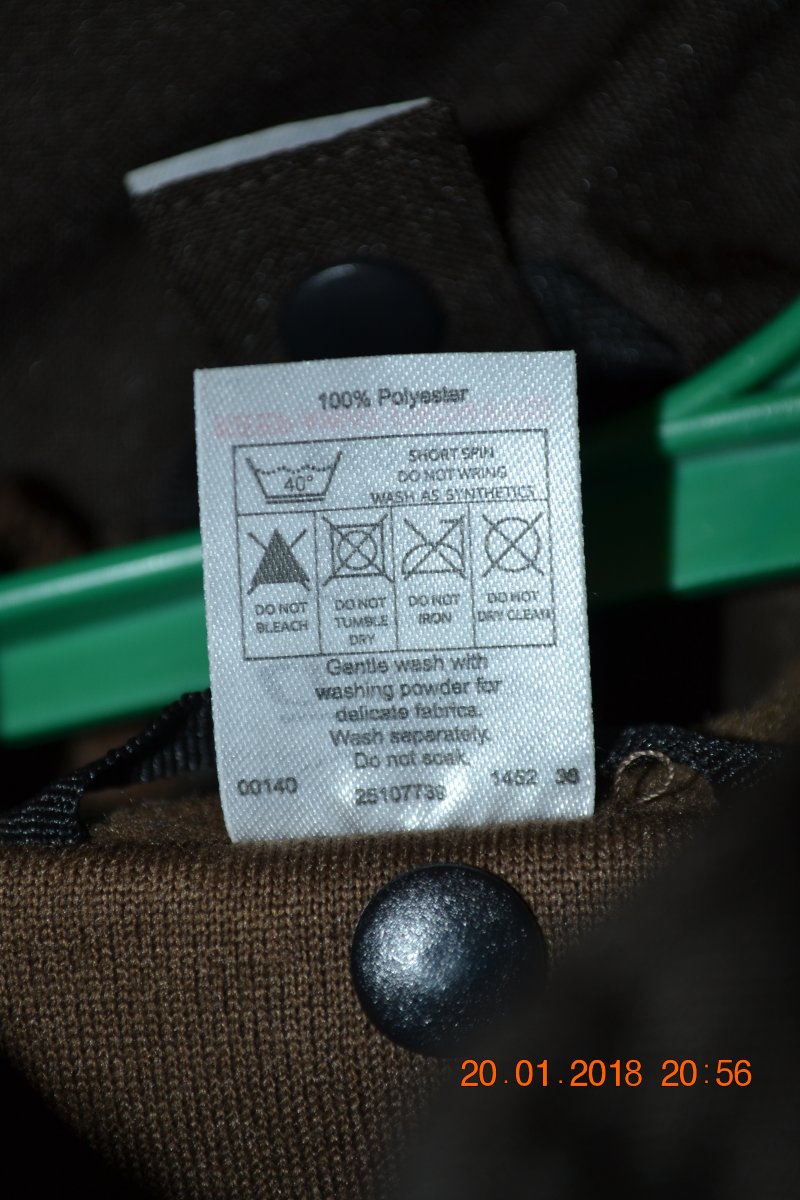 100% Polyester
40°
SHORT SPIN
DO NOT WRING
WASH AS SYNTHETICS
DO NOT
BLEACH
DO NOT
TUMBLE
DRY
DO NOT
IRON
DO NOT
DRY CLEAN
Gentle wash with
washing powder for
delicate fabrics.
Wash separately.
Do not soak.
00140 25107739 1452 36
20.01.2018 20:56